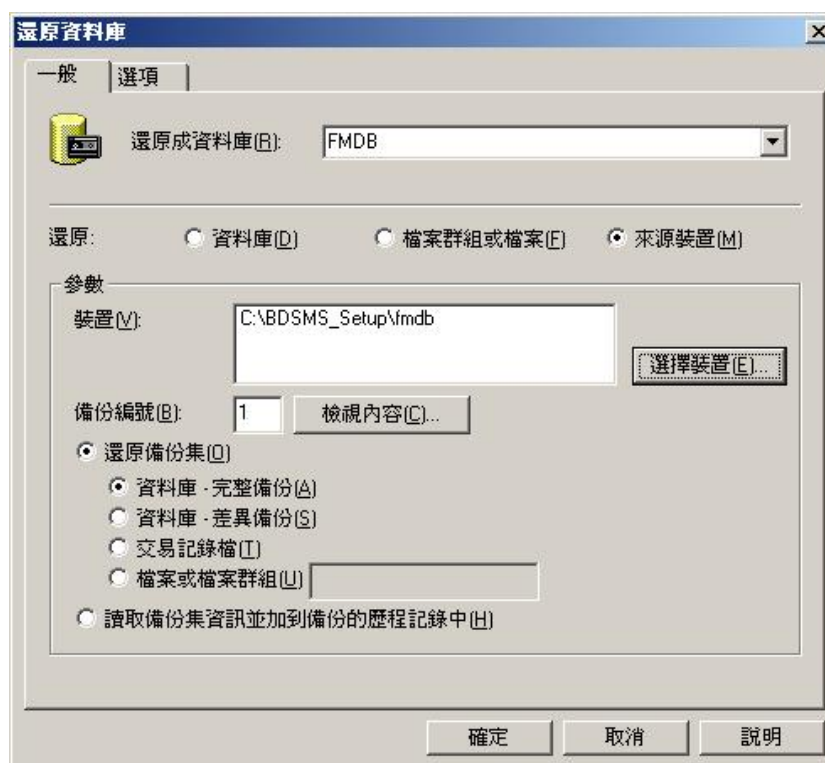 還原資料庫
一般 選項
還原成資料庫(R): FMDB
還原: 資料庫(D) 檔案群組或檔案(F) 來源裝置(M)
參數
裝置(V): C:\BDSMS_Setup\fmdb
選擇裝置(E)...
備份編號(B): 1 檢視內容(C)...
還原備份集(O)
資料庫 - 完整備份(A)
資料庫 - 差異備份(S)
交易記錄檔(T)
檔案或檔案群組(U)
讀取備份集資訊並加到備份的歷程記錄中(H)
確定 取消 說明